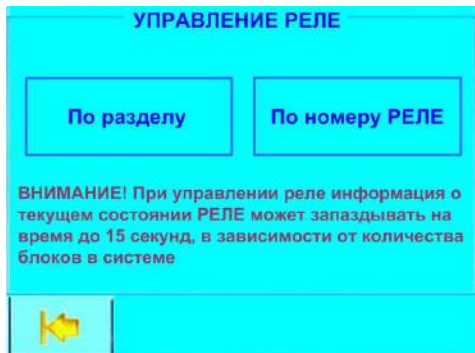 УПРАВЛЕНИЕ РЕЛЕ
По разделу
По номеру РЕЛЕ
ВНИМАНИЕ! При управлении реле информация о
текущем состоянии РЕЛЕ может запаздывать на
время до 15 секунд, в зависимости от количества
блоков в системе